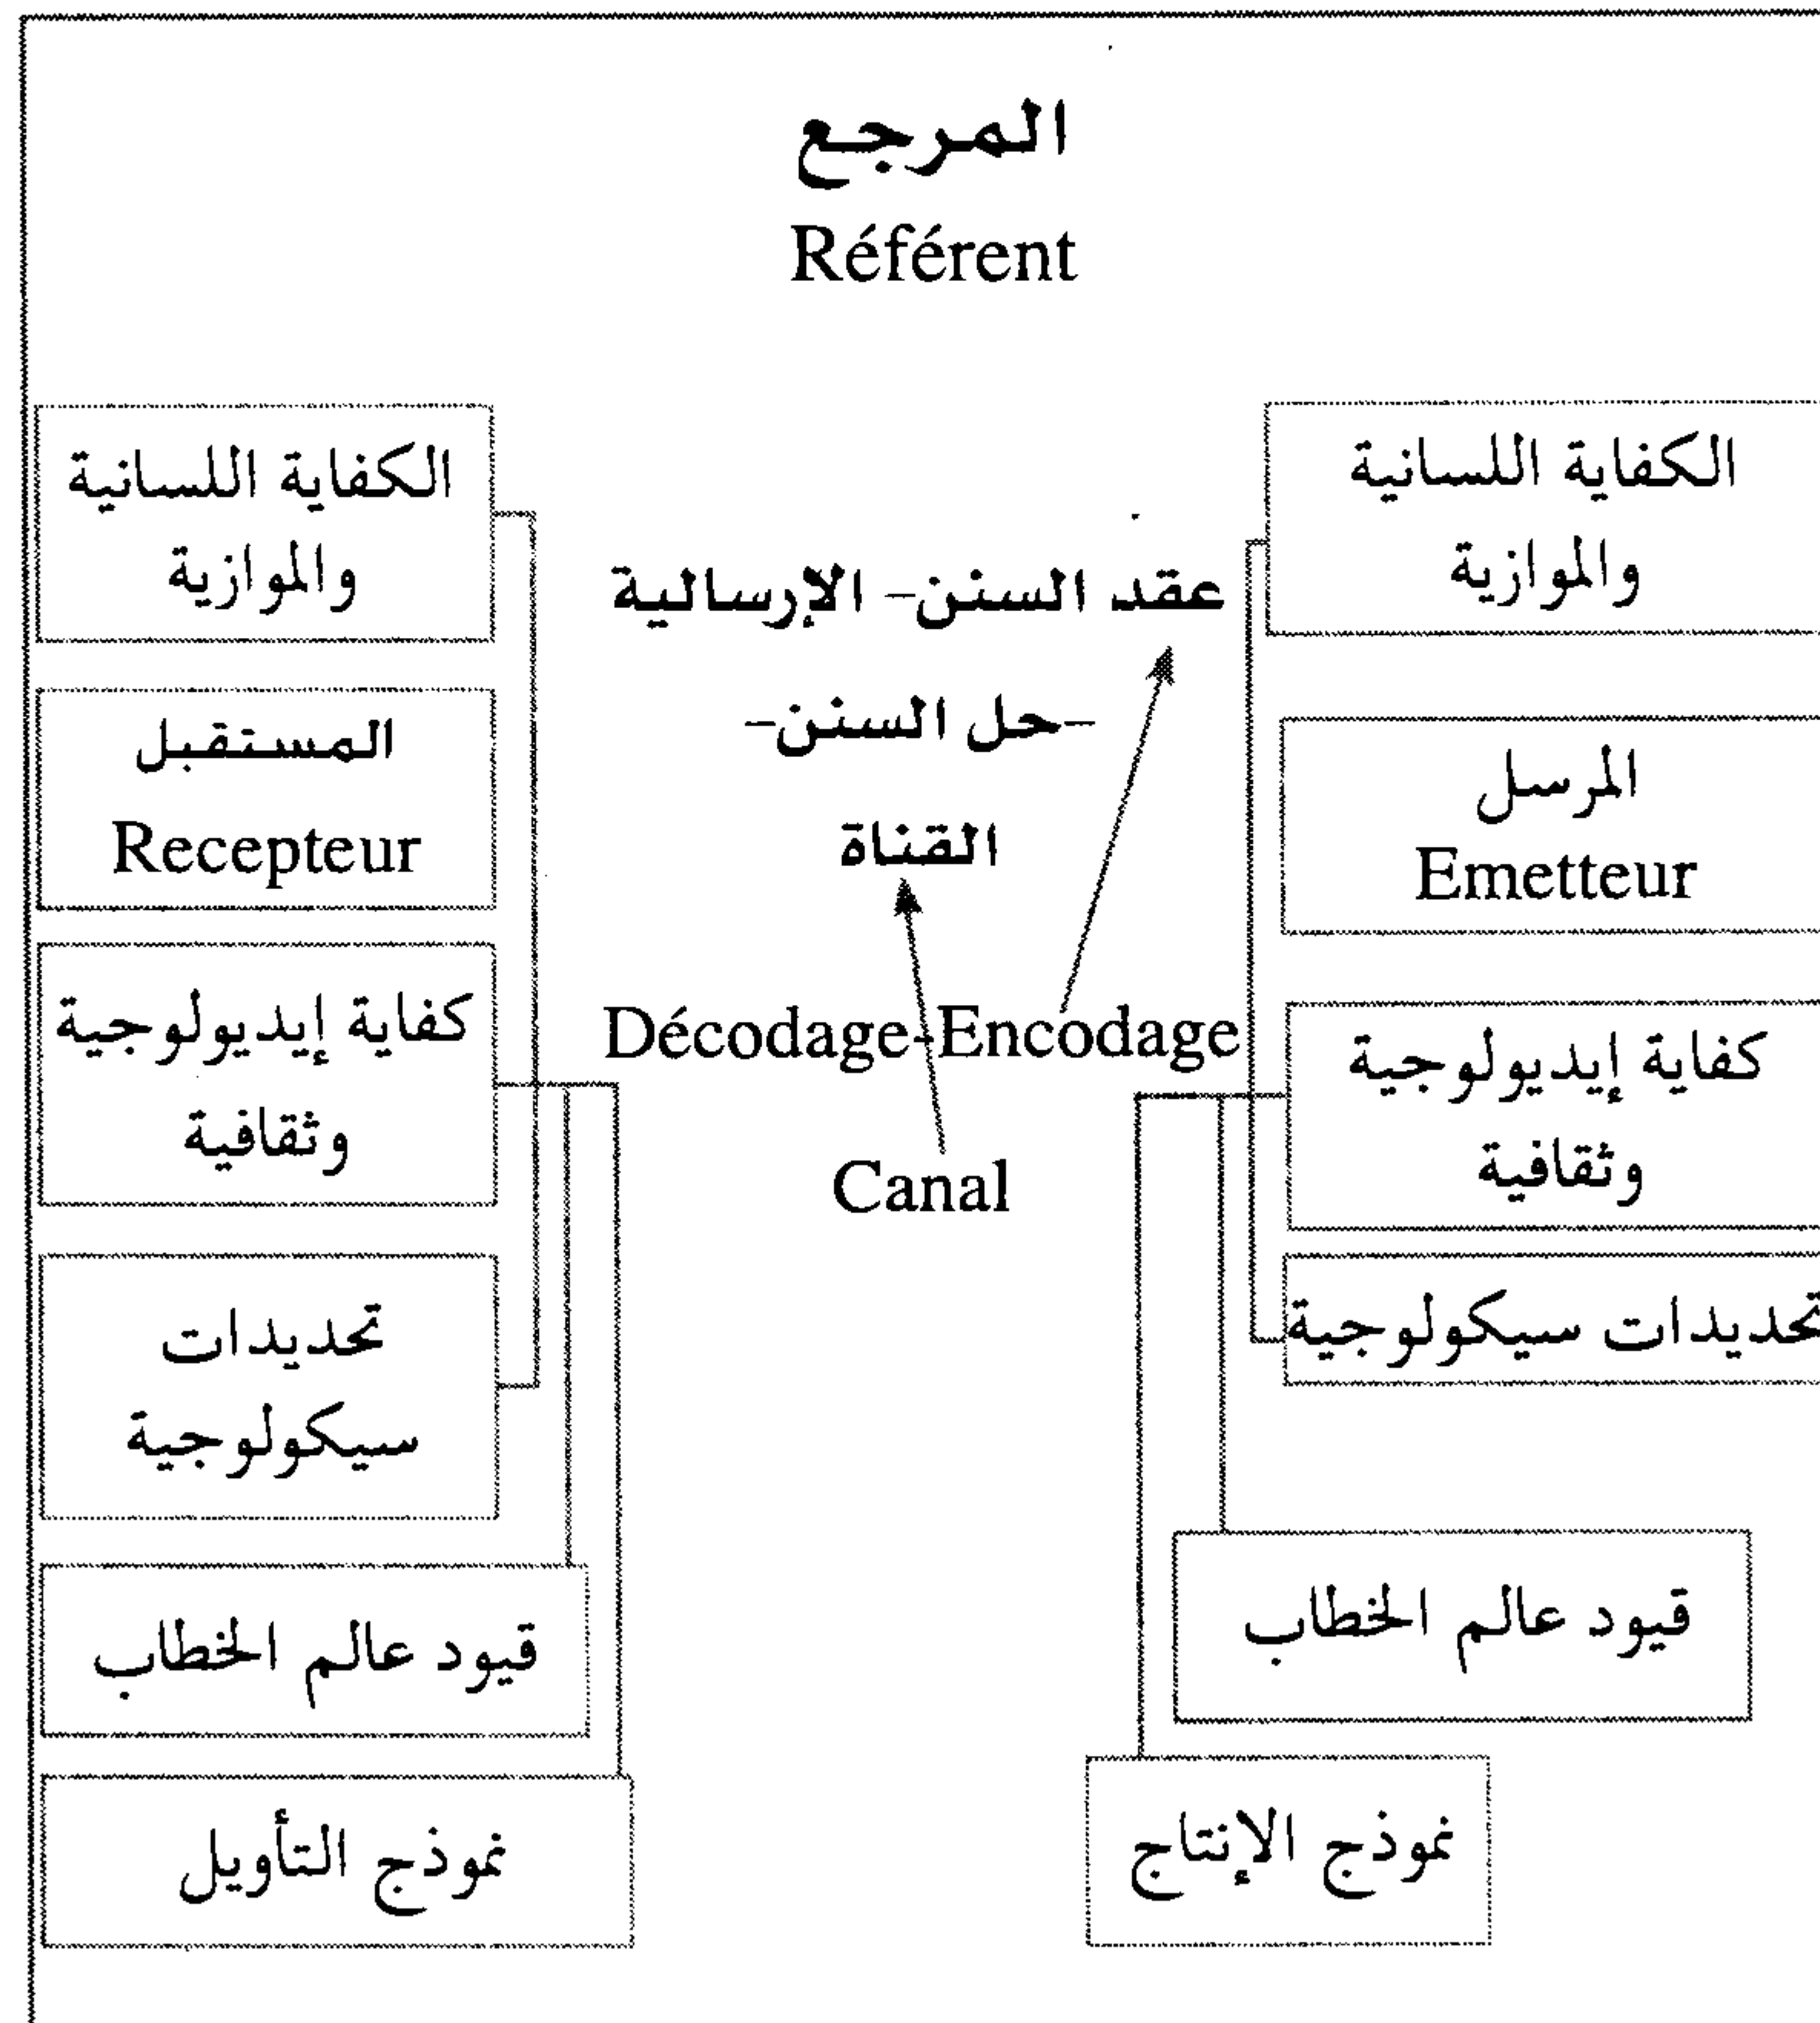 المرجع
Référent
الكفاية اللسانية
والموازية
المرسل
Emetteur
كفاية إيديولوجية
وثقافية
تحديدات سيكولوجية
قيود عالم الخطاب
نموذج الإنتاج
عقد السنن- الإرسالية
-حل السنن-
القناة
Décodage-Encodage
Canal
الكفاية اللسانية
والموازية
المستقبل
Recepteur
كفاية إيديولوجية
وثقافية
تحديدات
سيكولوجية
قيود عالم الخطاب
نموذج التأويل